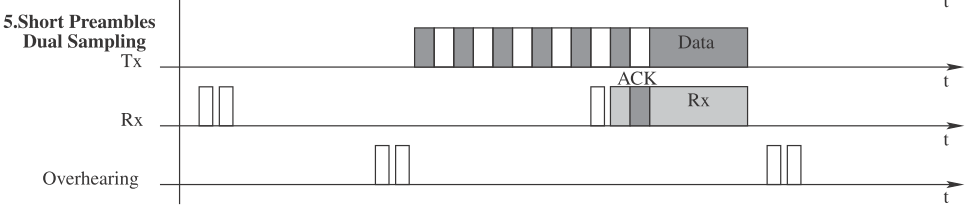 t
5.Short Preambles
Dual Sampling
Tx
Data
t
ACK
Rx
Rx
t
Overhearing
t